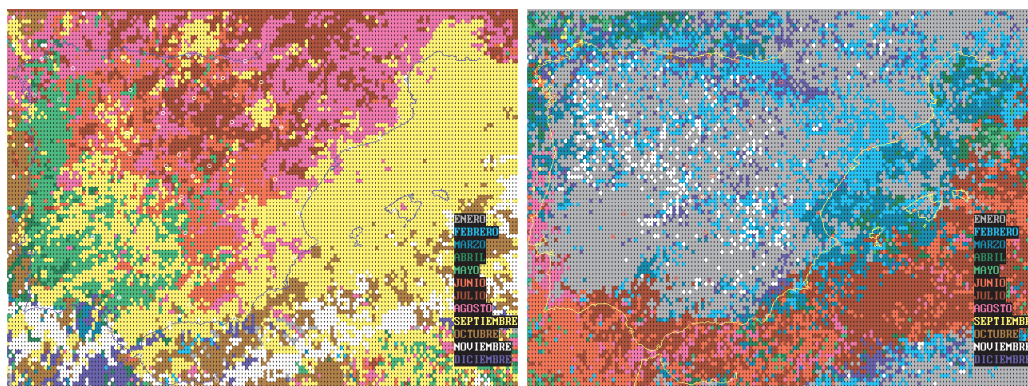 ENERO
FEBRERO
MARZO
ABRIL
MAYO
JUNIO
JULIO
AGOSTO
SEPTIEMBRE
OCTUBRE
NOVIEMBRE
DICIEMBRE
ENERO
FEBRERO
MARZO
ABRIL
MAYO
JUNIO
JULIO
AGOSTO
SEPTIEMBRE
OCTUBRE
NOVIEMBRE
DICIEMBRE